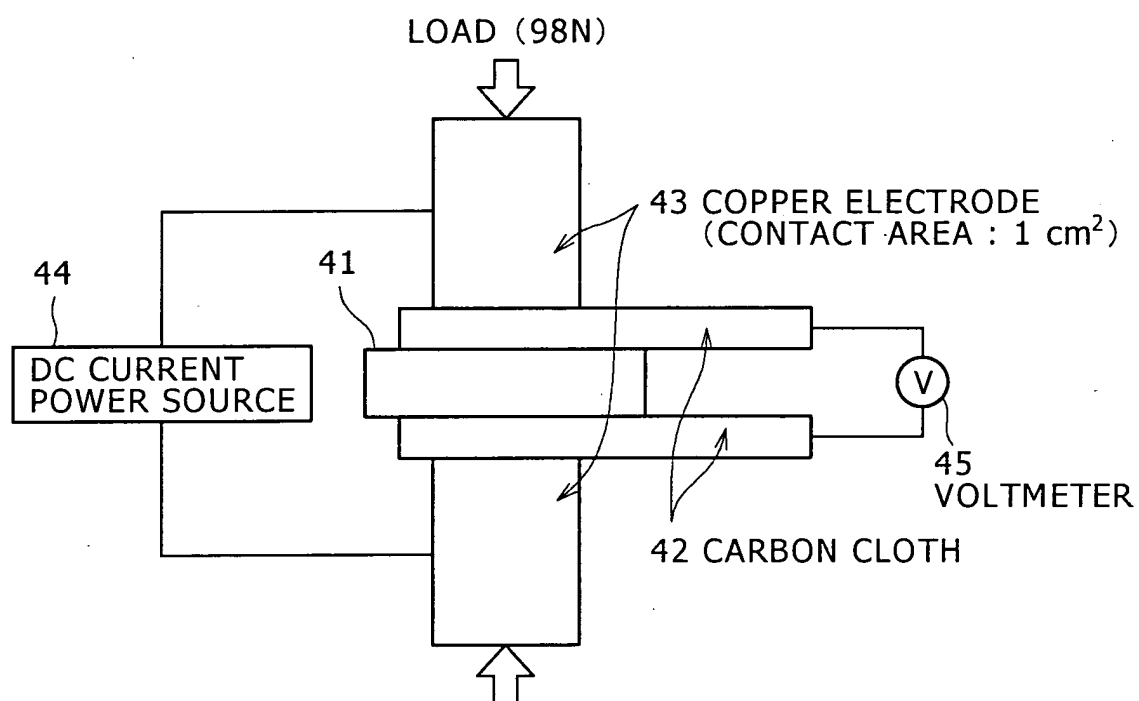 LOAD (98N)
43 COPPER ELECTRODE
(CONTACT AREA : 1 cm²)
44
41
DC CURRENT
POWER SOURCE
V
45
VOLTMETER
42 CARBON CLOTH